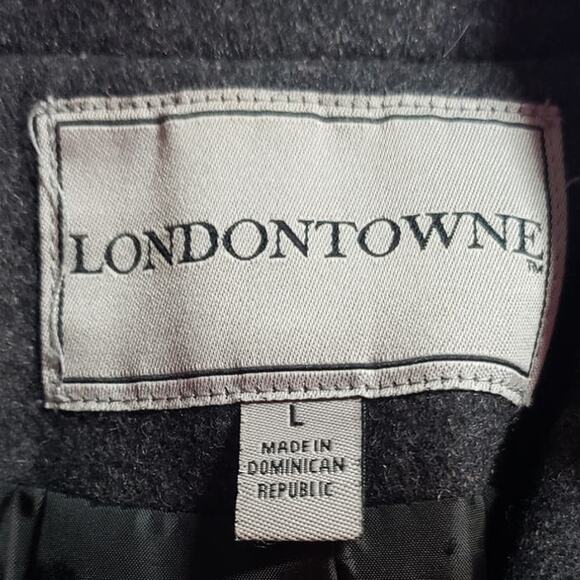 LONDONTOWNE
TM
L
MADE IN
DOMINICAN
REPUBLIC